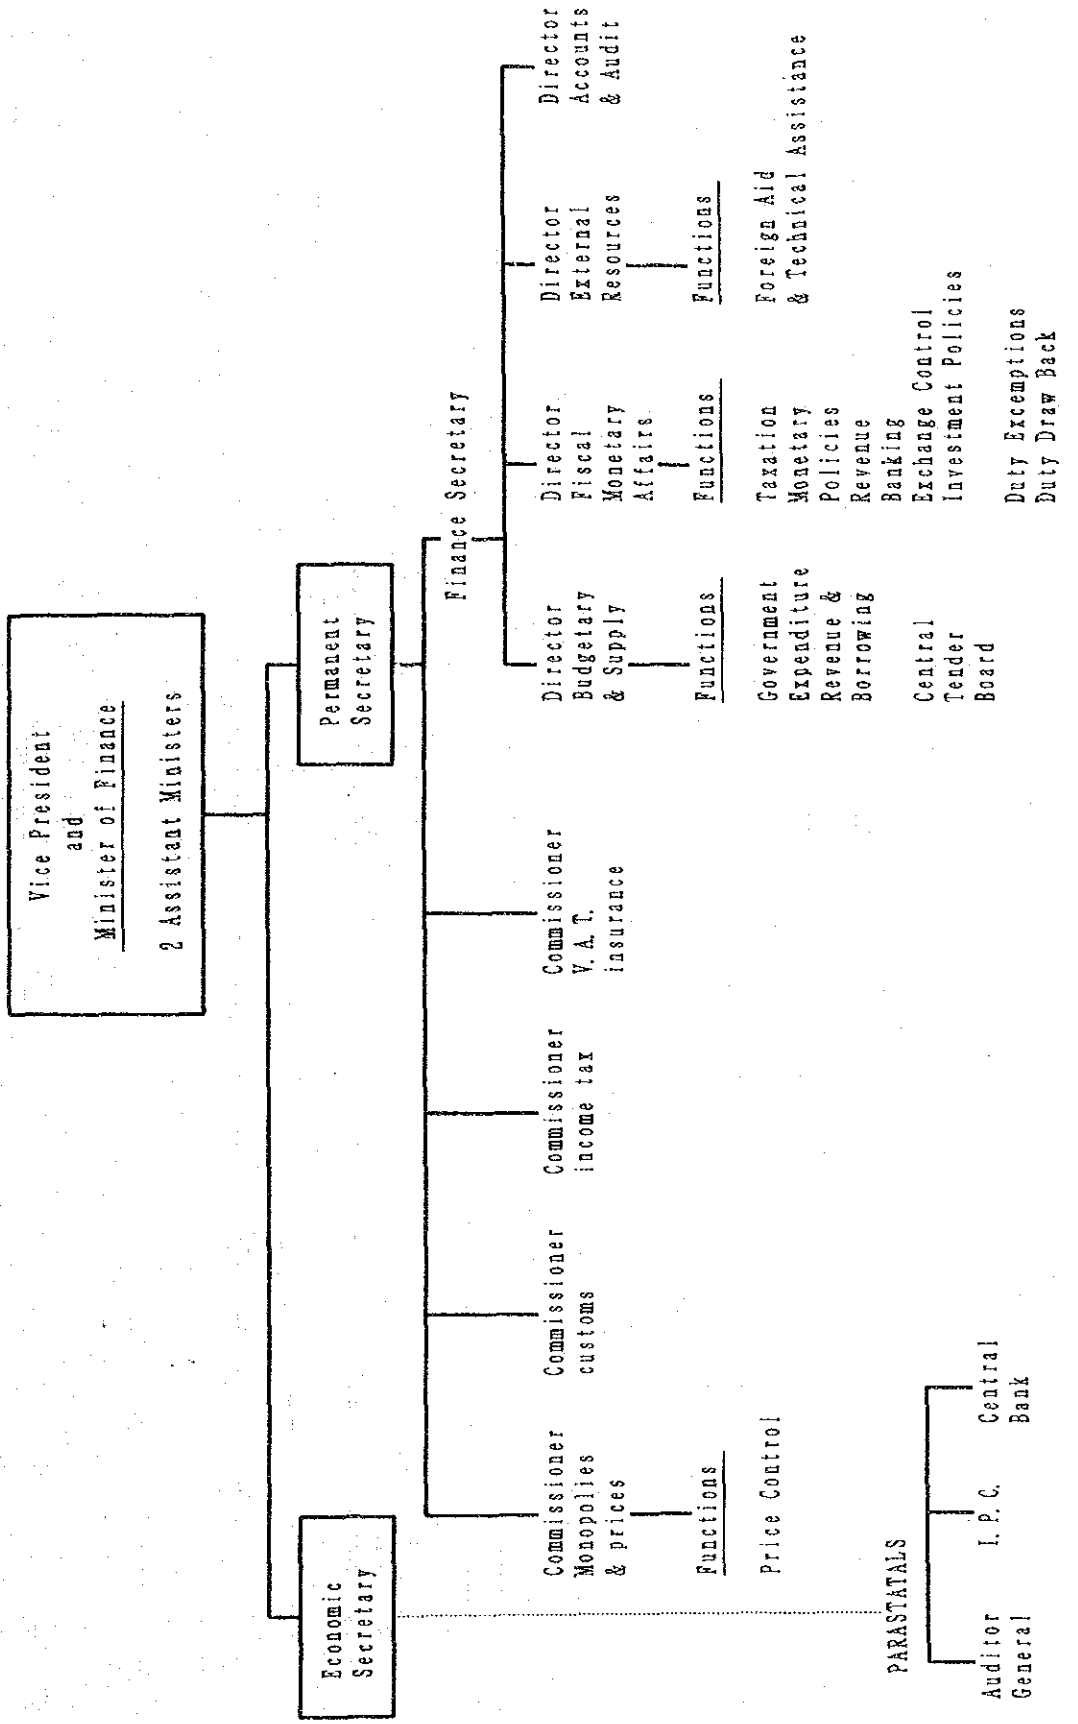 Vice President
and
Minister of Finance
2 Assistant Ministers
Economic
Secretary
Permanent
Secretary
Commissioner
Monopolies
& prices
Functions
Price Control
Commissioner
customs
Commissioner
income tax
Commissioner
V. A. T.
insurance
Finance Secretary
Director
Budgetary
& Supply
Functions
Government
Expenditure
Revenue &
Borrowing
Central
Tender
Board
Director
Fiscal
Monetary
Affairs
Functions
Taxation
Monetary
Policies
Revenue
Banking
Exchange Control
Investment Policies
Duty Excemptions
Duty Draw Back
Director
External
Resources
Functions
Foreign Aid
& Technical Assistance
Director
Accounts
& Audit
PARASTATALS
Auditor
General
I. P. C.
Central
Bank